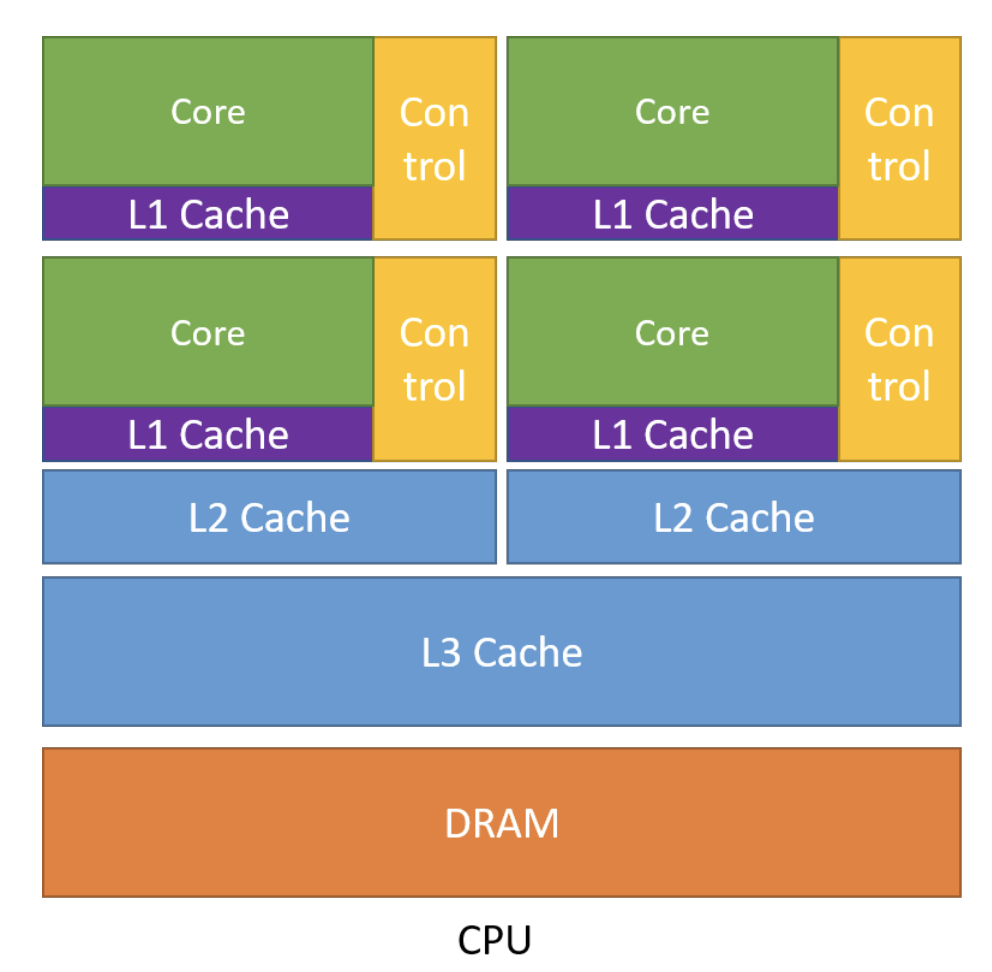 Core
Con
trol
L1 Cache
Core
Con
trol
L1 Cache
Core
Con
trol
L1 Cache
Core
Con
trol
L1 Cache
L2 Cache
L2 Cache
L3 Cache
DRAM
CPU